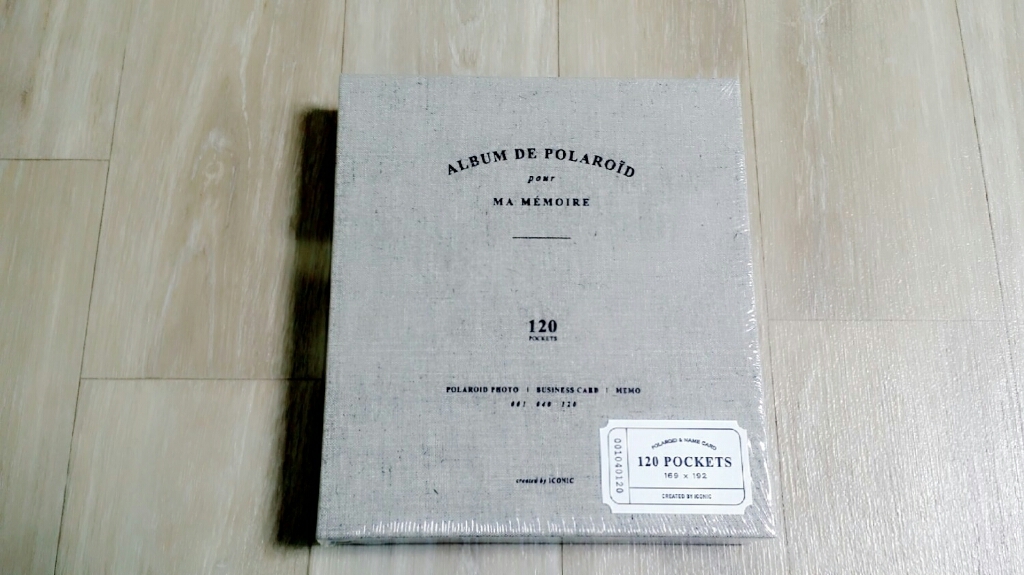 ALBUM DE POLAROÏD
pour
MA MÉMOIRE
120
POCKETS
POLAROID PHOTO | BUSINESS CARD | MEMO
001 040 120
created by ICONIC
001040120
POLAROID & NAME CARD
120 POCKETS
169 x 192
CREATED BY ICONIC